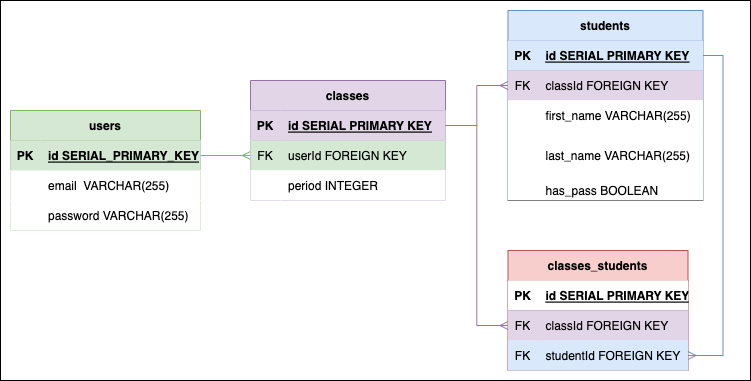 users
PK id SERIAL_PRIMARY_KEY
email VARCHAR(255)
password VARCHAR(255)
classes
PK id SERIAL PRIMARY KEY
FK userId FOREIGN KEY
period INTEGER
students
PK id SERIAL PRIMARY KEY
FK classId FOREIGN KEY
first_name VARCHAR(255)
last_name VARCHAR(255)
has_pass BOOLEAN
classes_students
PK id SERIAL PRIMARY KEY
FK classId FOREIGN KEY
FK studentId FOREIGN KEY